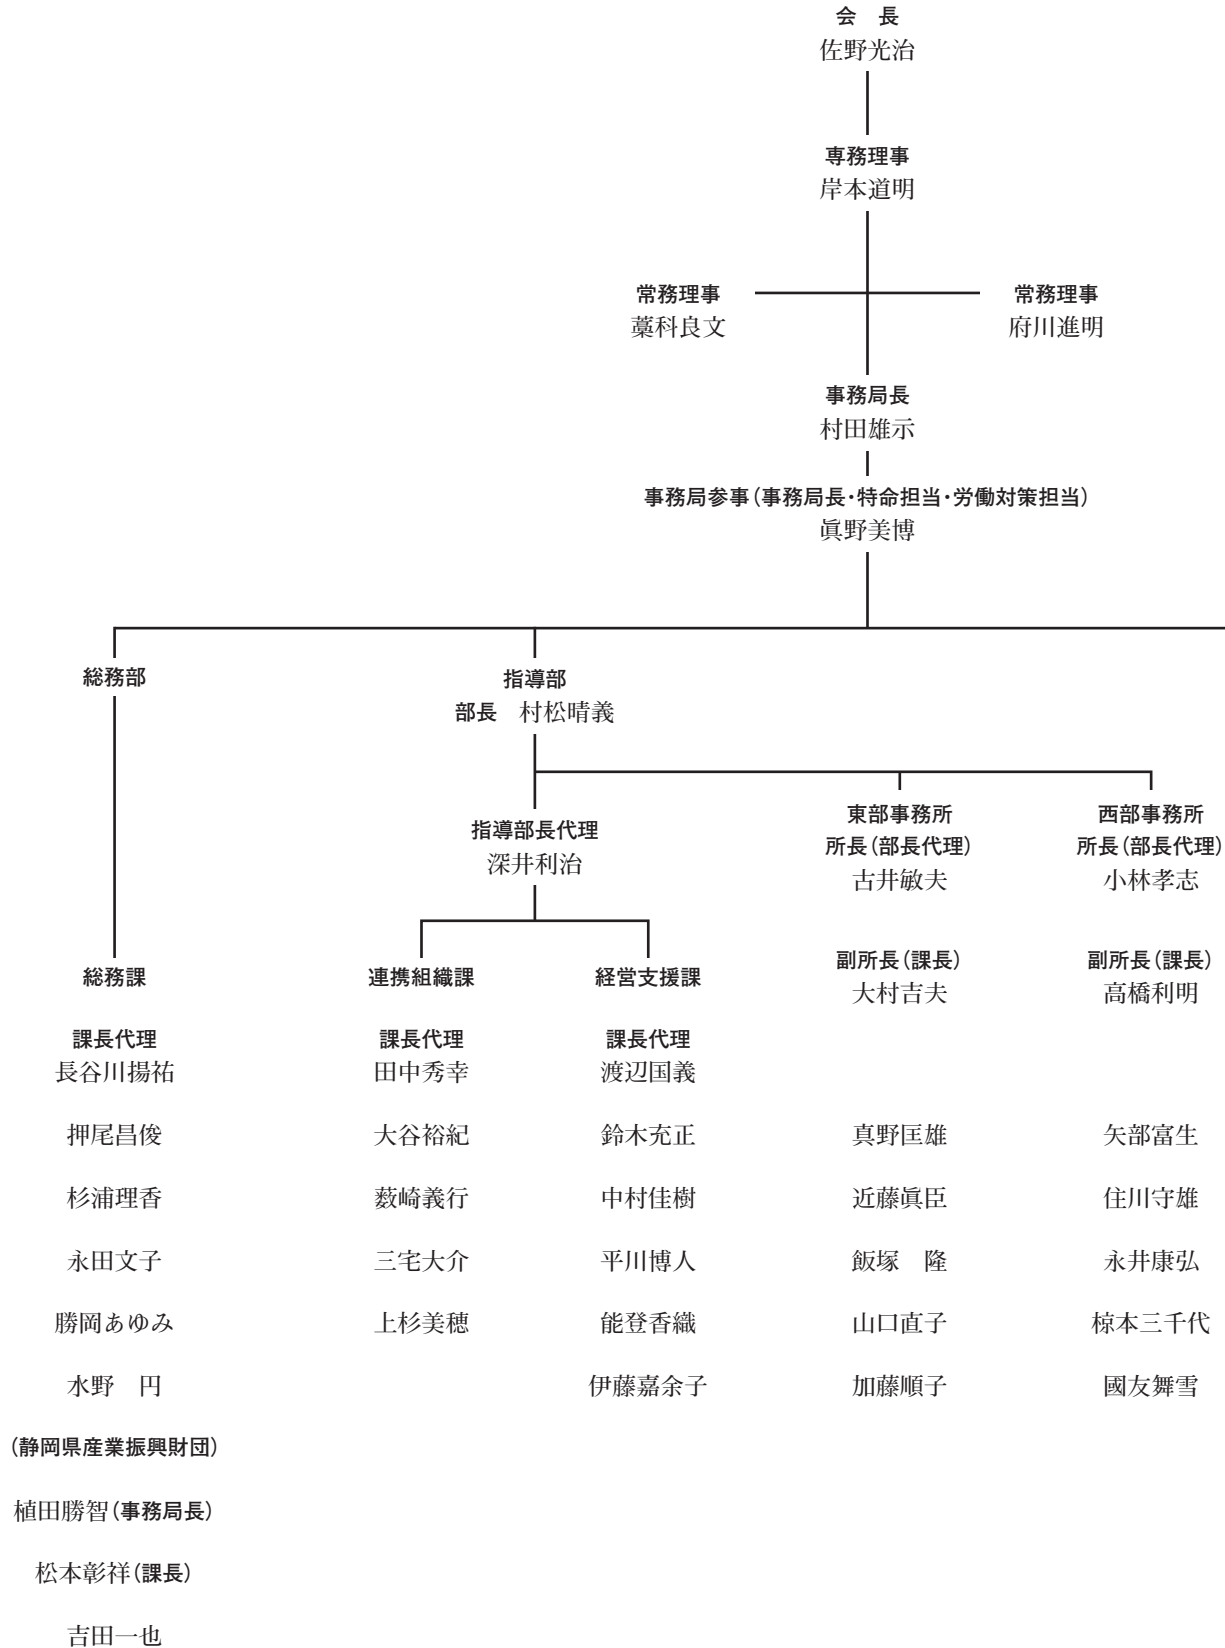 会　長
佐野光治
専務理事
岸本道明
常務理事
藁科良文
常務理事
府川進明
事務局長
村田雄示
事務局参事（事務局長・特命担当・労働対策担当）
眞野美博
総務部
総務課
課長代理
長谷川揚祐
押尾昌俊
杉浦理香
永田文子
勝岡あゆみ
水野　円
（静岡県産業振興財団）
植田勝智（事務局長）
松本彰祥（課長）
吉田一也
指導部
部長　村松晴義
指導部長代理
深井利治
連携組織課
課長代理
田中秀幸
大谷裕紀
薮崎義行
三宅大介
上杉美穂
経営支援課
課長代理
渡辺国義
鈴木充正
中村佳樹
平川博人
能登香織
伊藤嘉余子
東部事務所
所長（部長代理）
古井敏夫
副所長（課長）
大村吉夫
真野匡雄
近藤眞臣
飯塚　隆
山口直子
加藤順子
西部事務所
所長（部長代理）
小林孝志
副所長（課長）
高橋利明
矢部富生
住川守雄
永井康弘
椋本三千代
國友舞雪